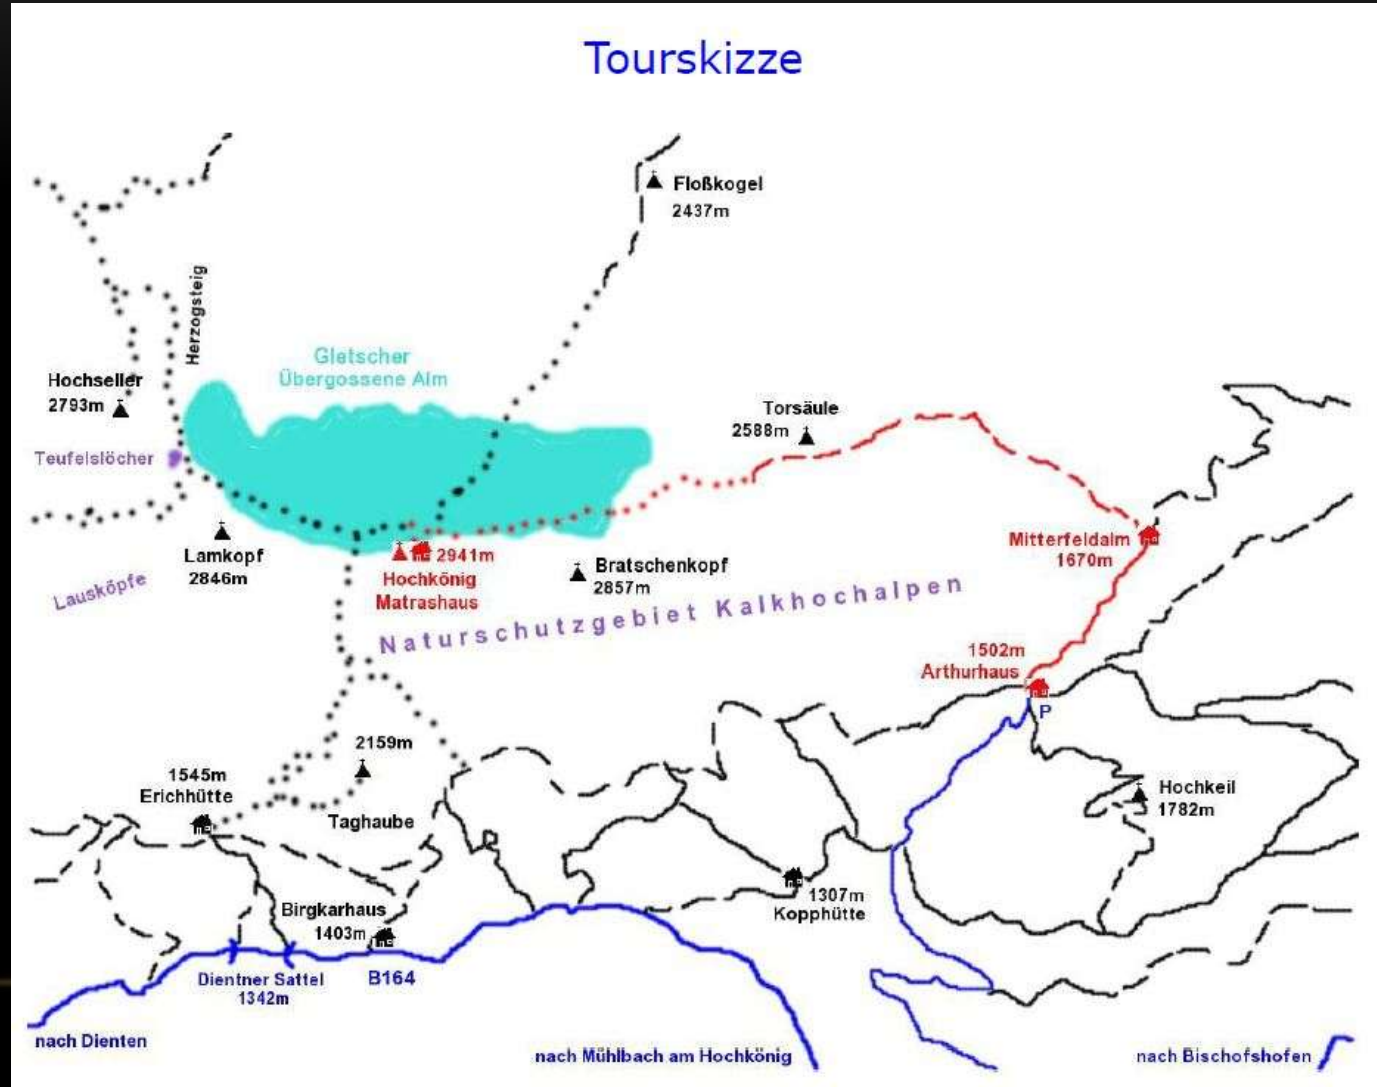 Tourskizze
Floßkogel
2437m
Herzogsteig
Gletscher
Übergossene Alm
Hochseller
2793m
Torsäule
2588m
Teufelslöcher
Mitterfeldalm
1670m
Lamkopf
2846m
2941m
Hochkönig
Matrashaus
Bratschenkopf
2857m
Lausköpfe
Naturschutzgebiet Kalkhochalpen
1502m
Arthurhaus
P
2159m
1545m
Erichhütte
Taghaube
Hochkeil
1782m
Birgkarhaus
1403m
1307m
Kopphütte
Dientner Sattel
1342m
B164
nach Dienten
nach Mühlbach am Hochkönig
nach Bischofshofen